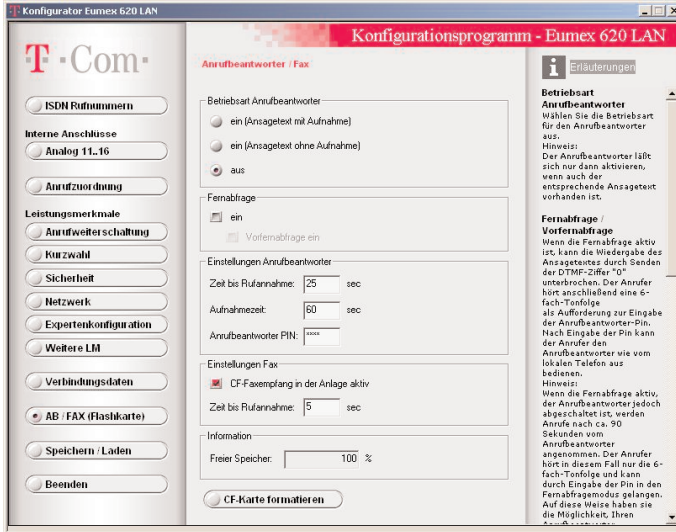 Konfigurator Eumex 620 LAN
Konfigurationsprogramm - Eumex 620 LAN
T · Com ·
ISDN Rufnummern
Interne Anschlüsse
Analog 11..16
Anrufzuordnung
Leistungsmerkmale
Anrufweiterschaltung
Kurzwahl
Sicherheit
Netzwerk
Expertenkonfiguration
Weitere LM
Verbindungsdaten
AB / FAX (Flashkarte)
Speichern / Laden
Beenden
Anrufbeantworter / Fax
Betriebsart Anrufbeantworter
ein (Ansagetext mit Aufnahme)
ein (Ansagetext ohne Aufnahme)
aus
Fernabfrage
ein
Vorfernabfrage ein
Einstellungen Anrufbeantworter
Zeit bis Rufannahme: 25 sec
Aufnahmezeit: 60 sec
Anrufbeantworter PIN: ****
Einstellungen Fax
CF-Faxempfang in der Anlage aktiv
Zeit bis Rufannahme: 5 sec
Information
Freier Speicher: 100 %
CF-Karte formatieren
i Erläuterungen
Betriebsart
Anrufbeantworter
Wählen Sie die Betriebsart
für den Anrufbeantworter
aus.
Hinweis:
Der Anrufbeantworter läßt
sich nur dann aktivieren,
wenn auch der
entsprechende Ansagetext
vorhanden ist.
Fernabfrage /
Vorfernabfrage
Wenn die Fernabfrage aktiv
ist, kann die Wiedergabe des
Ansagetextes durch Senden
der DTMF-Ziffer "0"
unterbrochen. Der Anrufer
hört anschließend eine 6-
fach-Tonfolge
als Aufforderung zur Eingabe
der Anrufbeantworter-Pin.
Nach Eingabe der Pin kann
der Anrufer den
Anrufbeantworter wie vom
lokalen Telefon aus
bedienen.
Hinweis:
Wenn die Fernabfrage aktiv,
der Anrufbeantworter jedoch
abgeschaltet ist, werden
Anrufe nach ca. 90
Sekunden vom
Anrufbeantworter
angenommen. Der Anrufer
hört in diesem Fall nur die 6-
fach-Tonfolge und kann
durch Eingabe der Pin in den
Fernabfragemodus gelangen.
Auf diese Weise haben sie
die Möglichkeit, Ihren